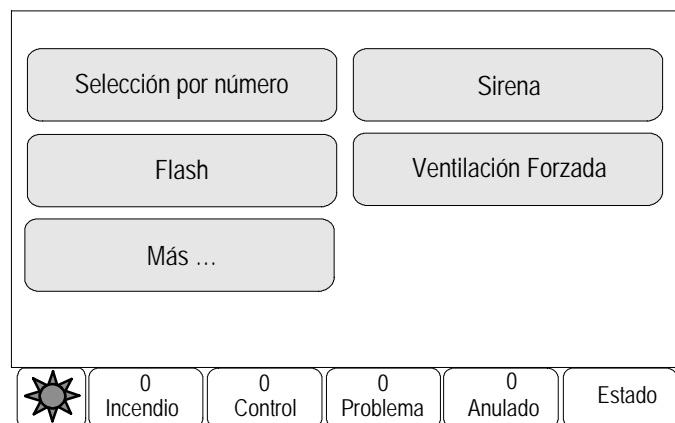 Selección por número
Sirena
Flash
Ventilación Forzada
Más ...
0
Incendio
0
Control
0
Problema
0
Anulado
Estado